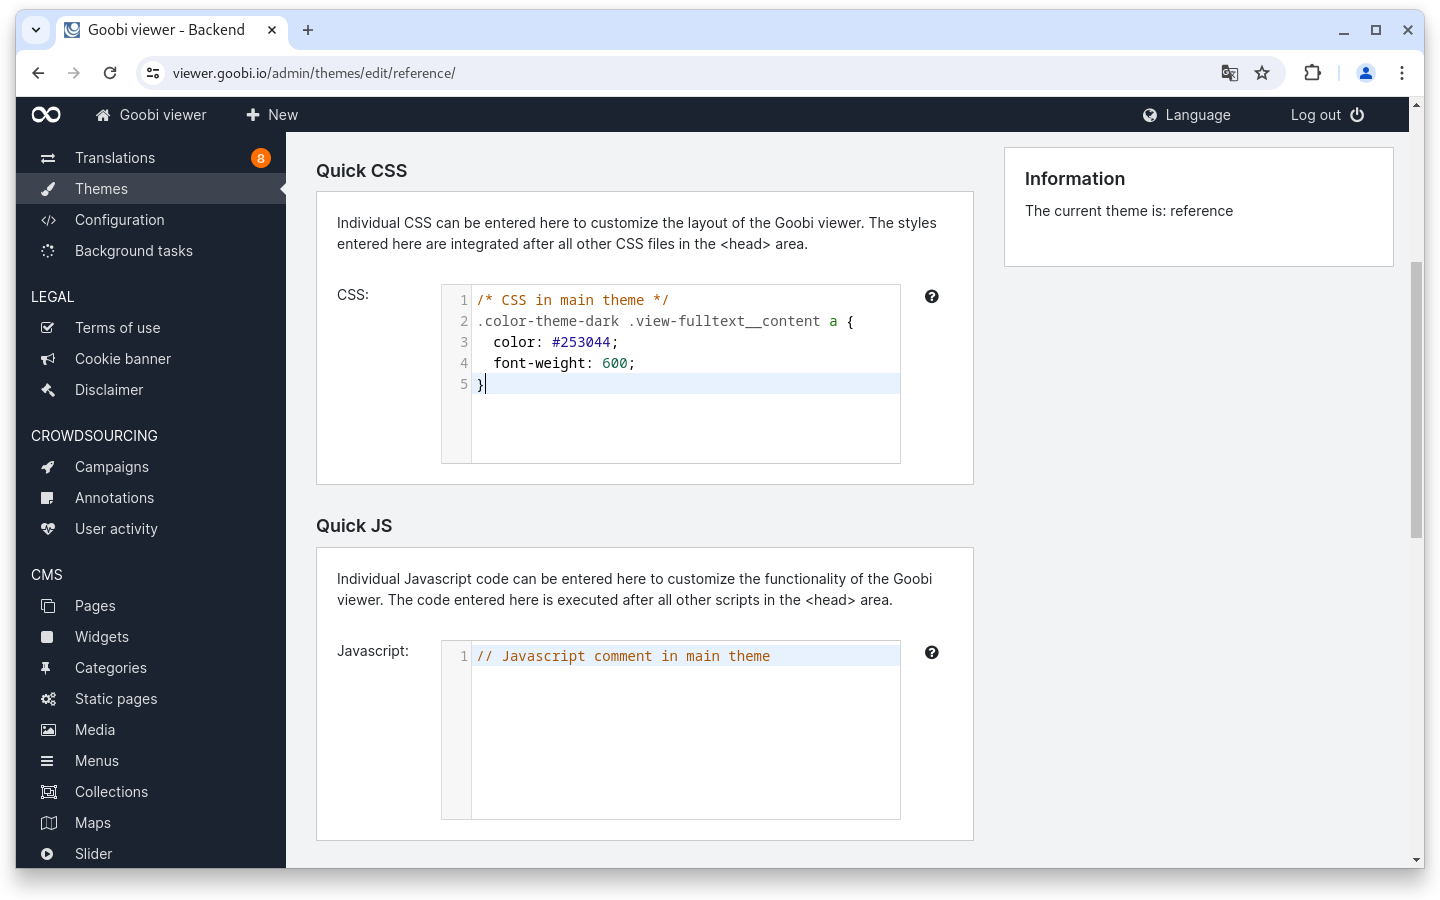 Goobi viewer - Backend
viewer.goobi.io/admin/themes/edit/reference/
Goobi viewer
New
Language
Log out
Translations
8
Themes
Configuration
Background tasks
LEGAL
Terms of use
Cookie banner
Disclaimer
CROWDSOURCING
Campaigns
Annotations
User activity
CMS
Pages
Widgets
Categories
Static pages
Media
Menus
Collections
Maps
Slider
Quick CSS
Individual CSS can be entered here to customize the layout of the Goobi viewer. The styles
entered here are integrated after all other CSS files in the <head> area.
CSS:
1 /* CSS in main theme */
2 .color-theme-dark .view-fulltext__content a {
3 color: #253044;
4 font-weight: 600;
5 }
Quick JS
Individual Javascript code can be entered here to customize the functionality of the Goobi
viewer. The code entered here is executed after all other scripts in the <head> area.
Javascript:
1 // Javascript comment in main theme
Information
The current theme is: reference